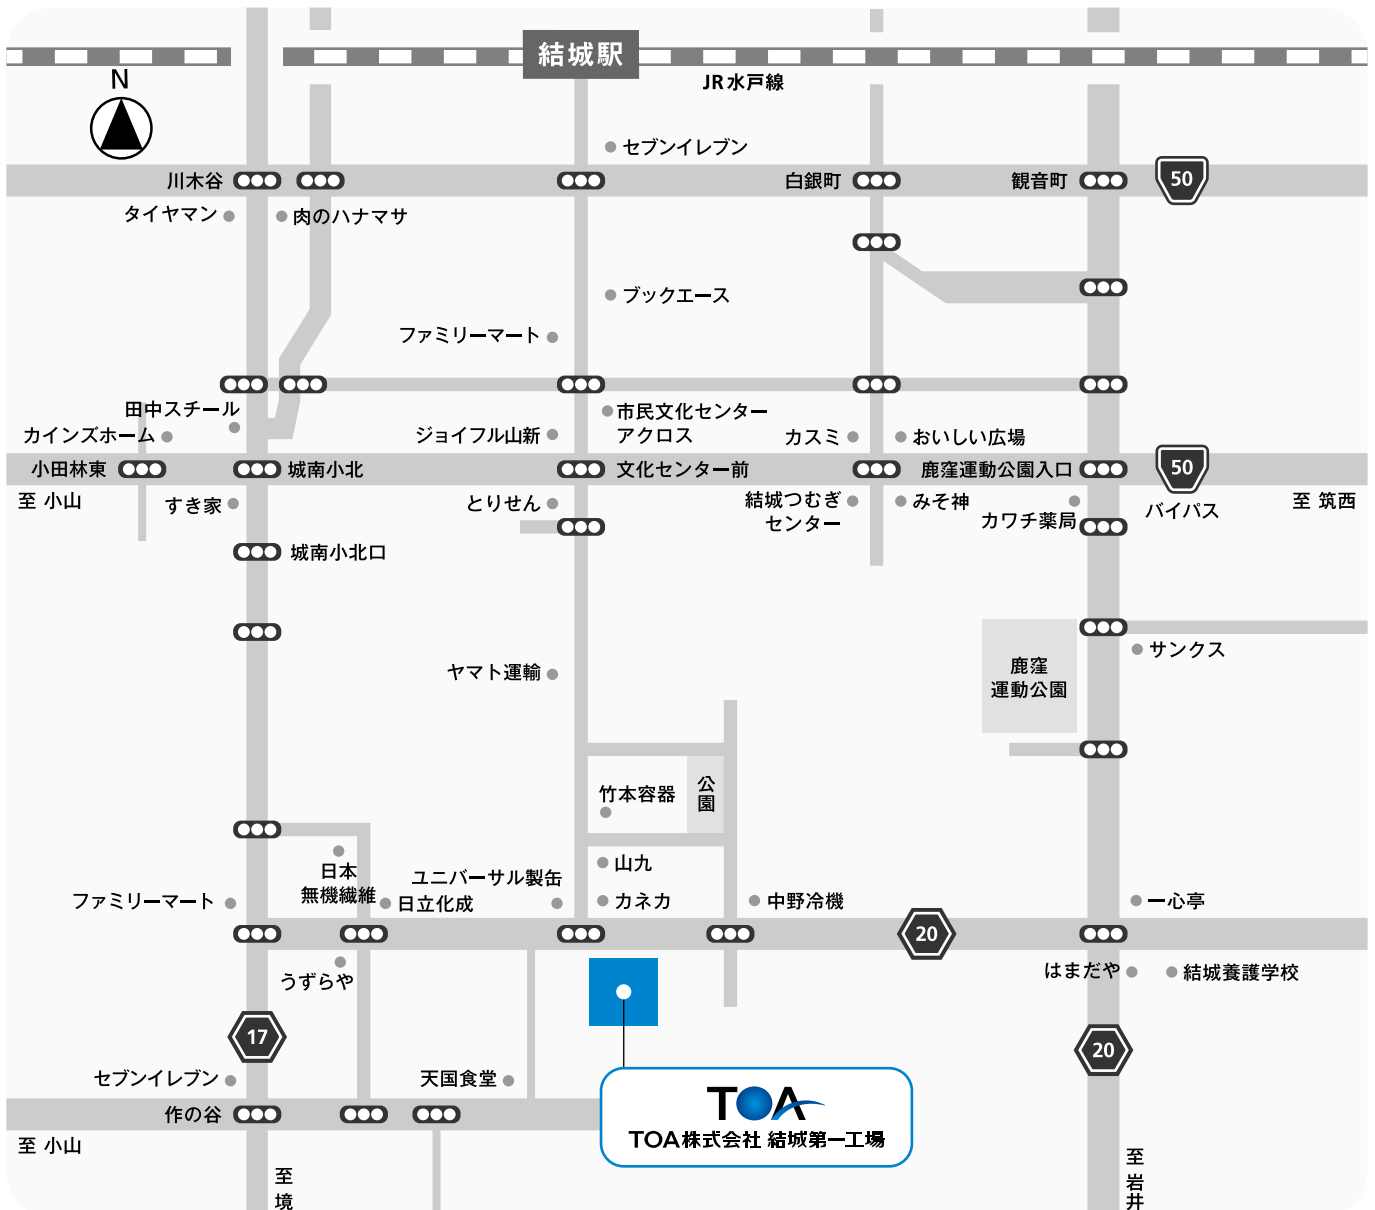 結城駅
JR水戸線
N
セブンイレブン
川木谷
白銀町
観音町
50
タイヤマン
肉のハナマサ
ブックエース
ファミリーマート
田中スチール
市民文化センター
アクロス
カインズホーム
ジョイフル山新
カスミ
おいしい広場
小田林東
城南小北
文化センター前
鹿窪運動公園入口
50
バイパス
至 小山
すき家
とりせん
結城つむぎ
センター
みそ神
カワチ薬局
至 筑西
城南小北口
サンクス
鹿窪
運動公園
ヤマト運輸
竹本容器
公園
日本
無機繊維
山九
ユニバーサル製缶
ファミリーマート
日立化成
カネカ
中野冷機
一心亭
20
うずらや
はまだや
結城養護学校
17
20
セブンイレブン
天国食堂
作の谷
TOA
TOA株式会社 結城第一工場
至 小山
至境
至岩井